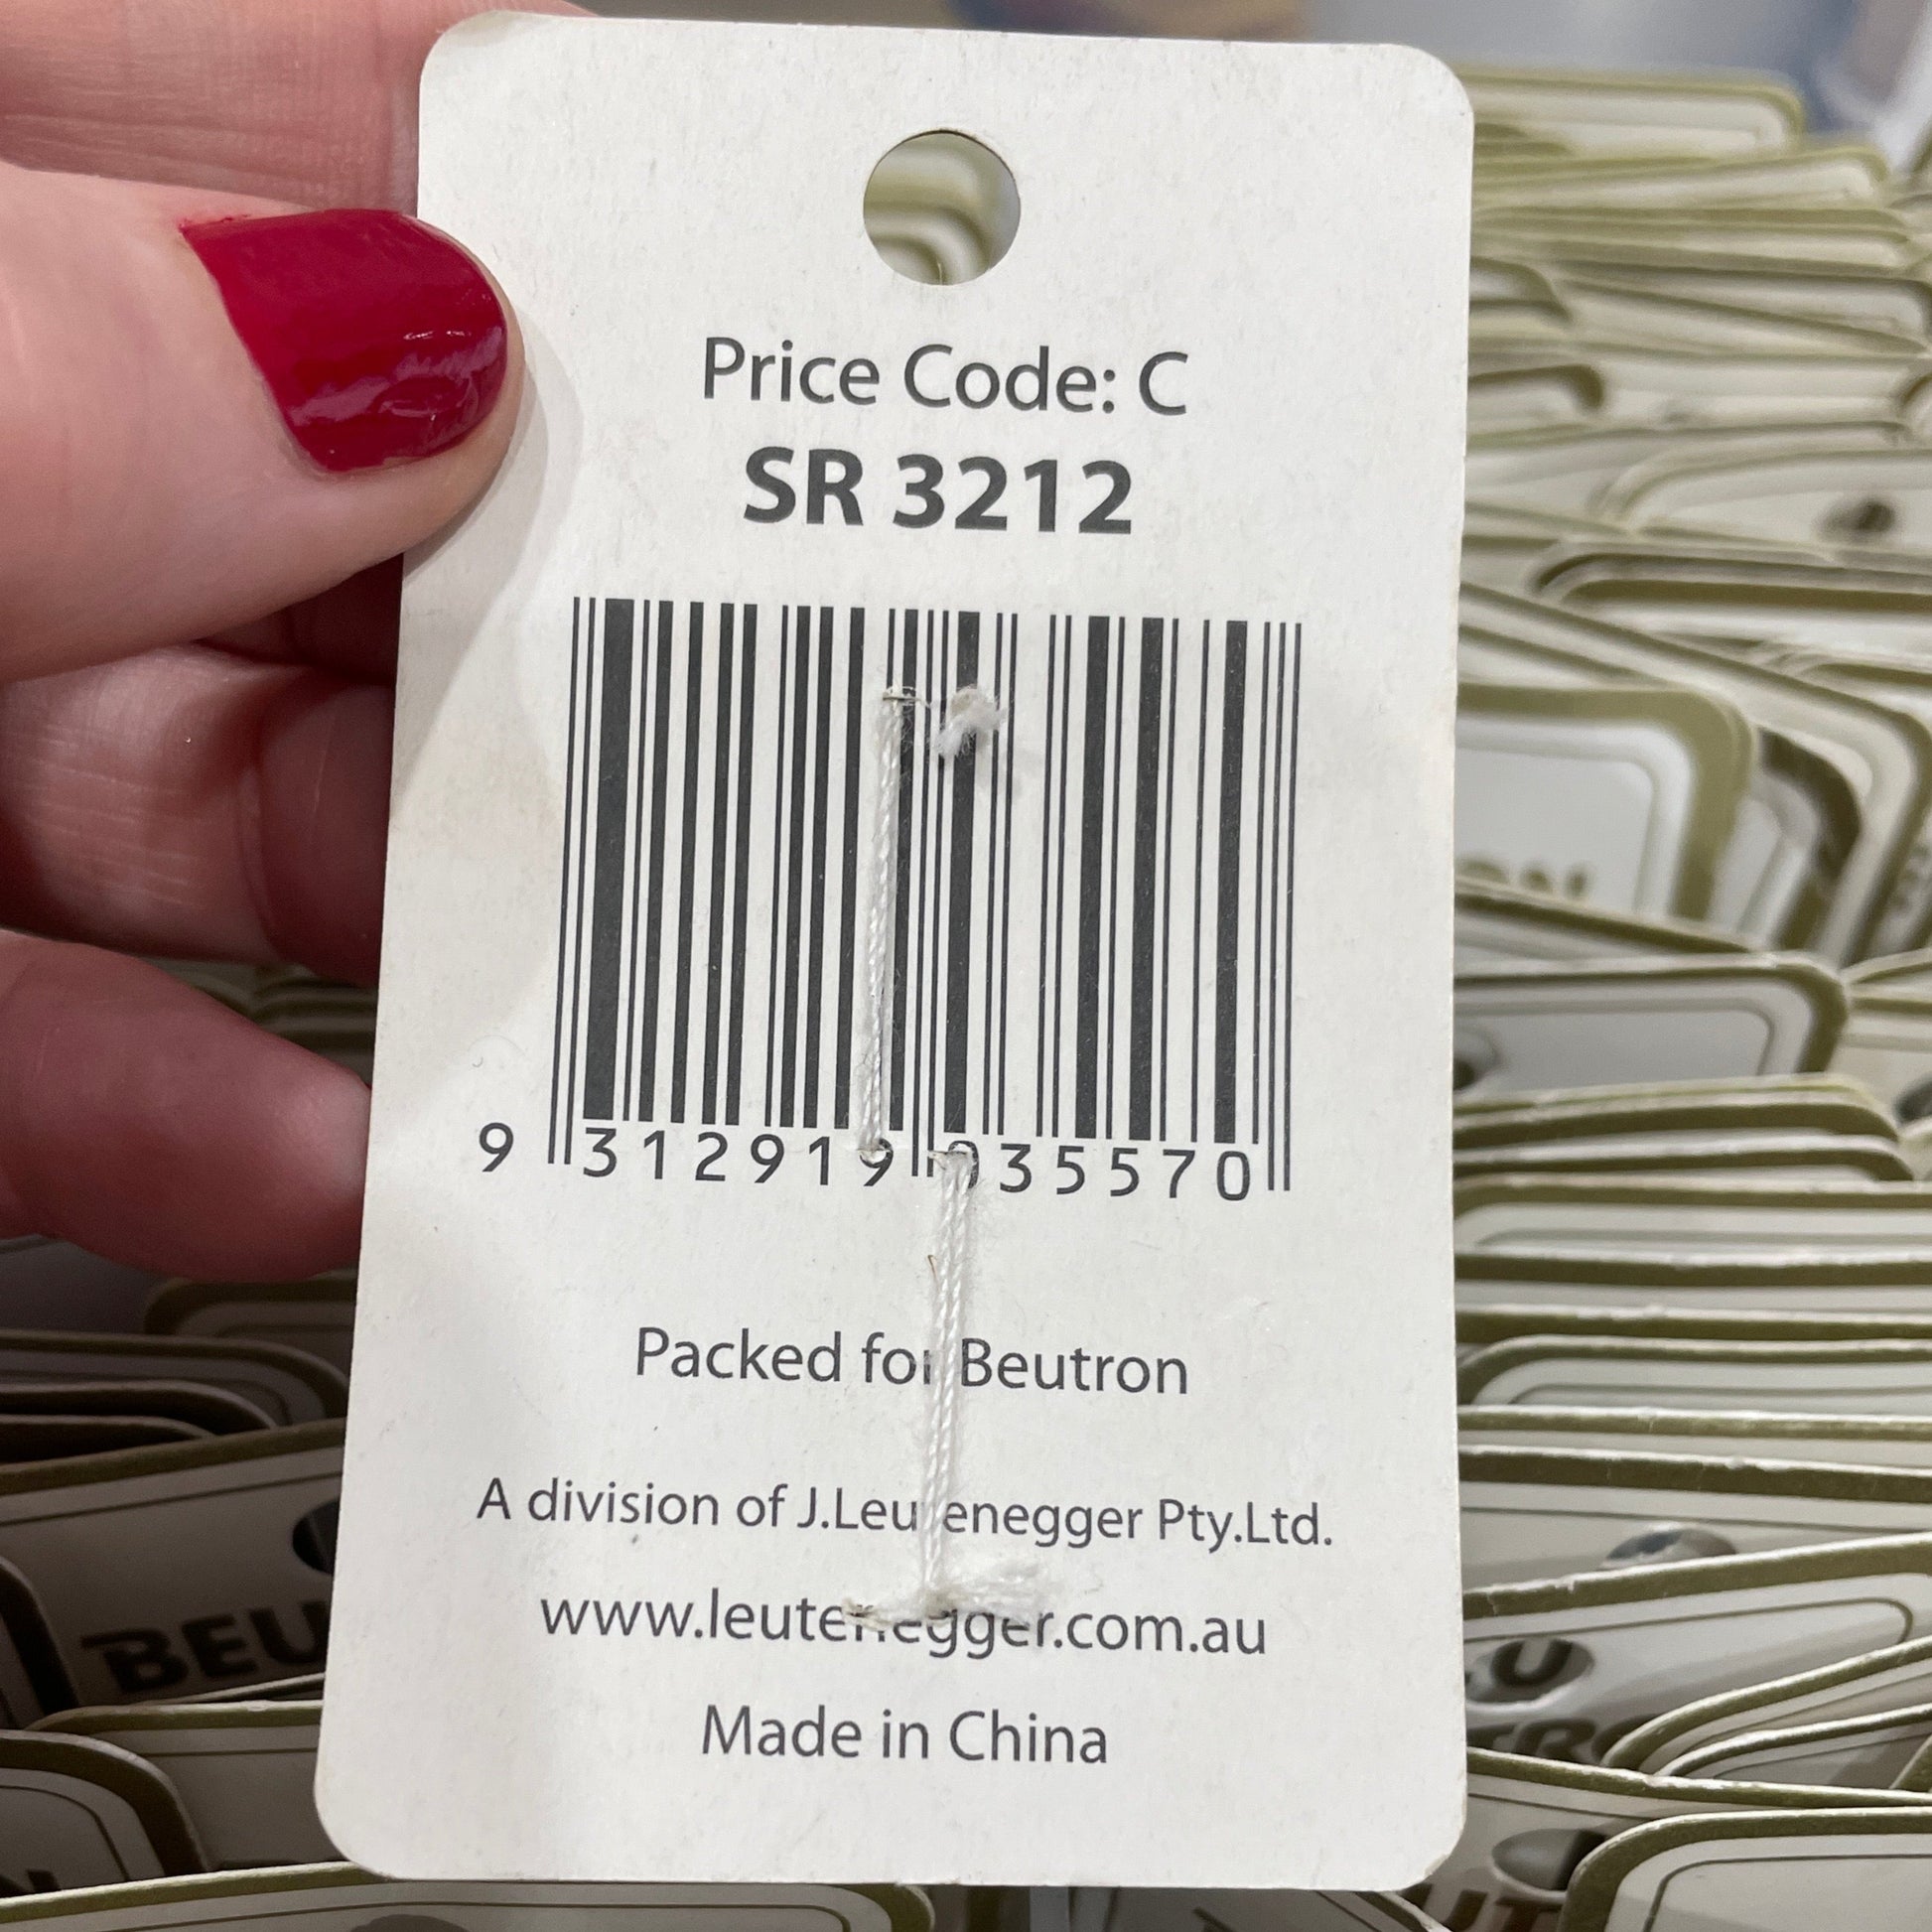 Price Code: C
SR 3212
9 312919 035570
Packed for Beutron
A division of J.Leutenegger Pty.Ltd.
www.leutenegger.com.au
Made in China